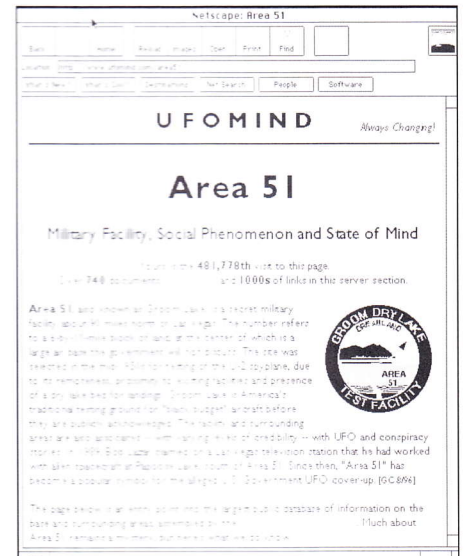 Netscape: Area 51
Back Home Reload Images Open Print Find
What's New What's Cool Destinations Net Search People Software
UFOMIND
Always Changing!
Area 51
Military Facility, Social Phenomenon and State of Mind
481,778th visit to this page.
Over 740 documents and 1000s of links in this server section.
GROOM DRY LAKE
DREAMLAND
AREA
51
TEST FACILITY
Area 51, also known as Groom Lake, is a secret military
facility about 90 miles north of Las Vegas. The number refers
to a block of land, at the center of which is a
large air base the government will not discuss. The site was
selected in the for testing of the U-2 spyplane, due
to its remoteness, proximity to existing facilities and presence
of a dry lake bed for landings. Groom Lake is America's
traditional testing ground for "black budget" aircraft before
they are publicly acknowledged. The facility and surrounding
areas are also associated -- with varying levels of credibility -- with UFO and conspiracy
stories. In 1989, Bob Lazar claimed on a Las Vegas television station that he had worked
with alien spacecraft at Papoose Lake, south of Area 51. Since then, "Area 51" has
become a popular symbol for the alleged U.S. Government UFO cover-up. [GC 8/96]
The page below is an entry point into the largest public database of information on the
base and surrounding areas, assembled by the Much about
Area 51 remains a mystery, but here's what we do know.